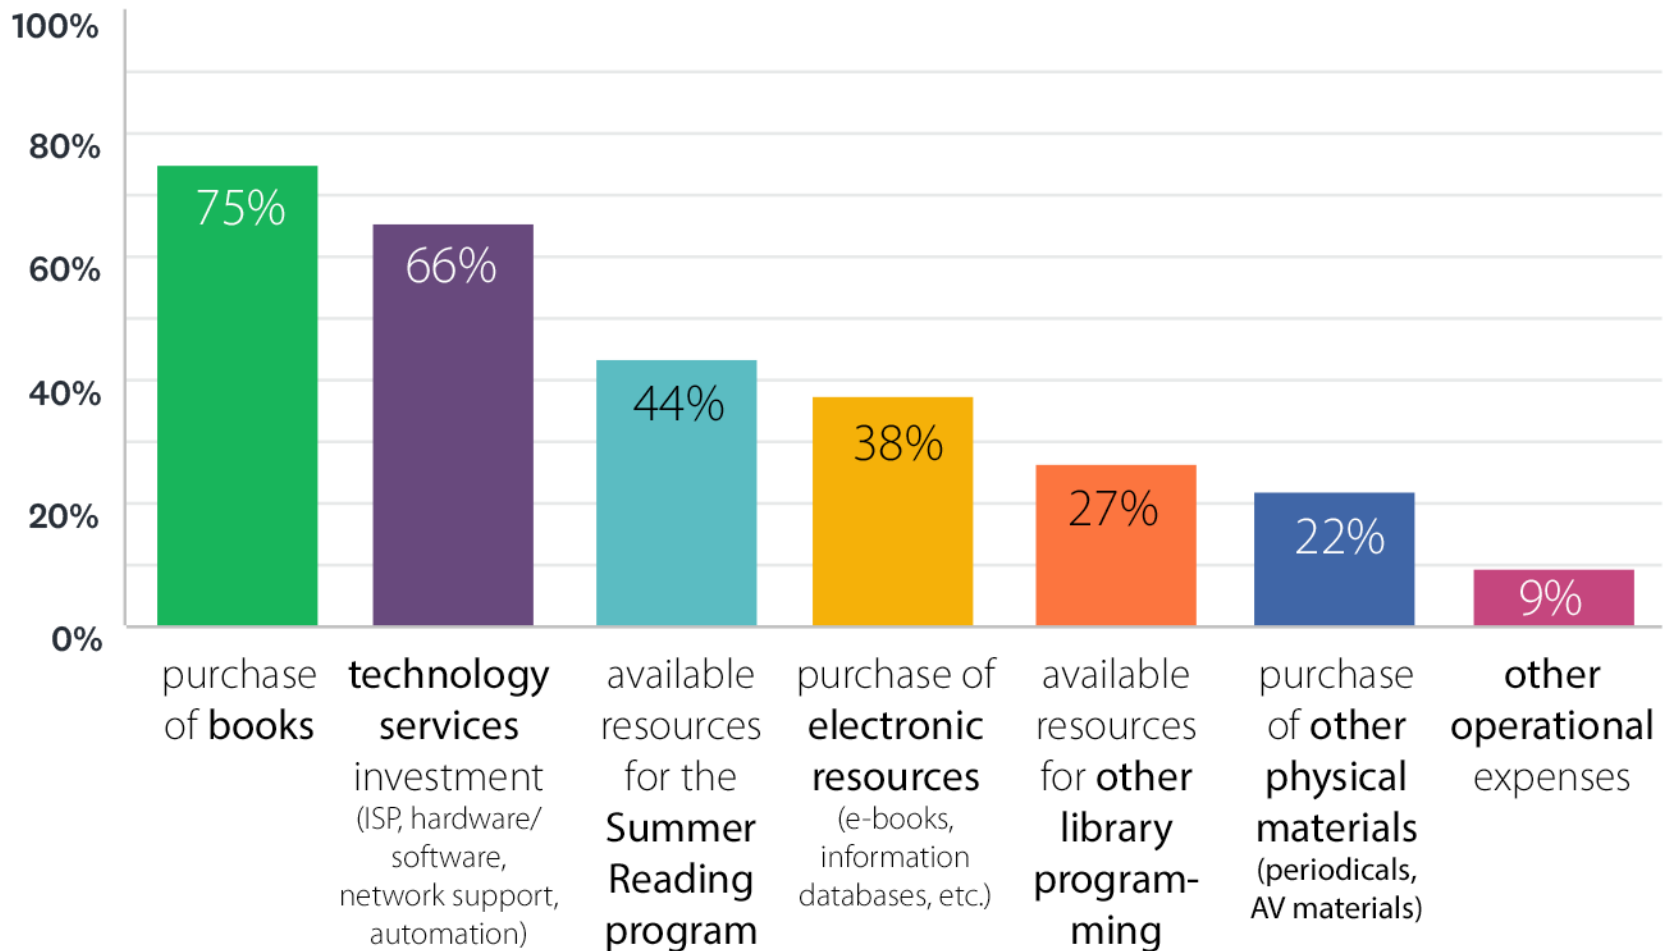 100%
80%
60%
40%
20%
0%
75%
66%
44%
38%
27%
22%
9%
purchase
of books
technology
services
investment
(ISP, hardware/
software,
network support,
automation)
available
resources
for the
Summer
Reading
program
purchase of
electronic
resources
(e-books,
information
databases, etc.)
available
resources
for other
library
program-
ming
purchase
of other
physical
materials
(periodicals,
AV materials)
other
operational
expenses